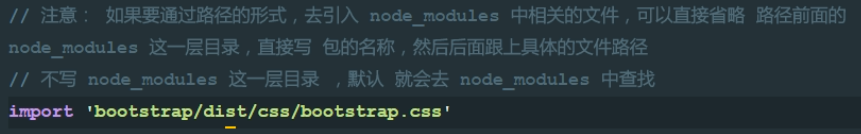 // 注意： 如果要通过路径的形式，去引入 node_modules 中相关的文件，可以直接省略 路径前面的
node_modules 这一层目录，直接写 包的名称，然后后面跟上具体的文件路径
// 不写 node_modules 这一层目录 ，默认 就会去 node_modules 中查找
import 'bootstrap/dist/css/bootstrap.css'